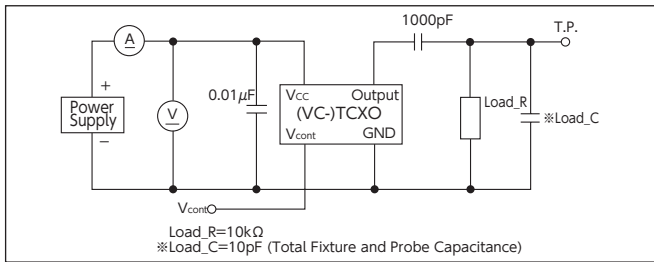 1000pF
T.P.
A
+
Power
Supply
−
V
0.01μF
Vcc Output
(VC-)TCXO
Vcont GND
Load_R
※Load_C
Vcont
Load_R=10kΩ
※Load_C=10pF (Total Fixture and Probe Capacitance)